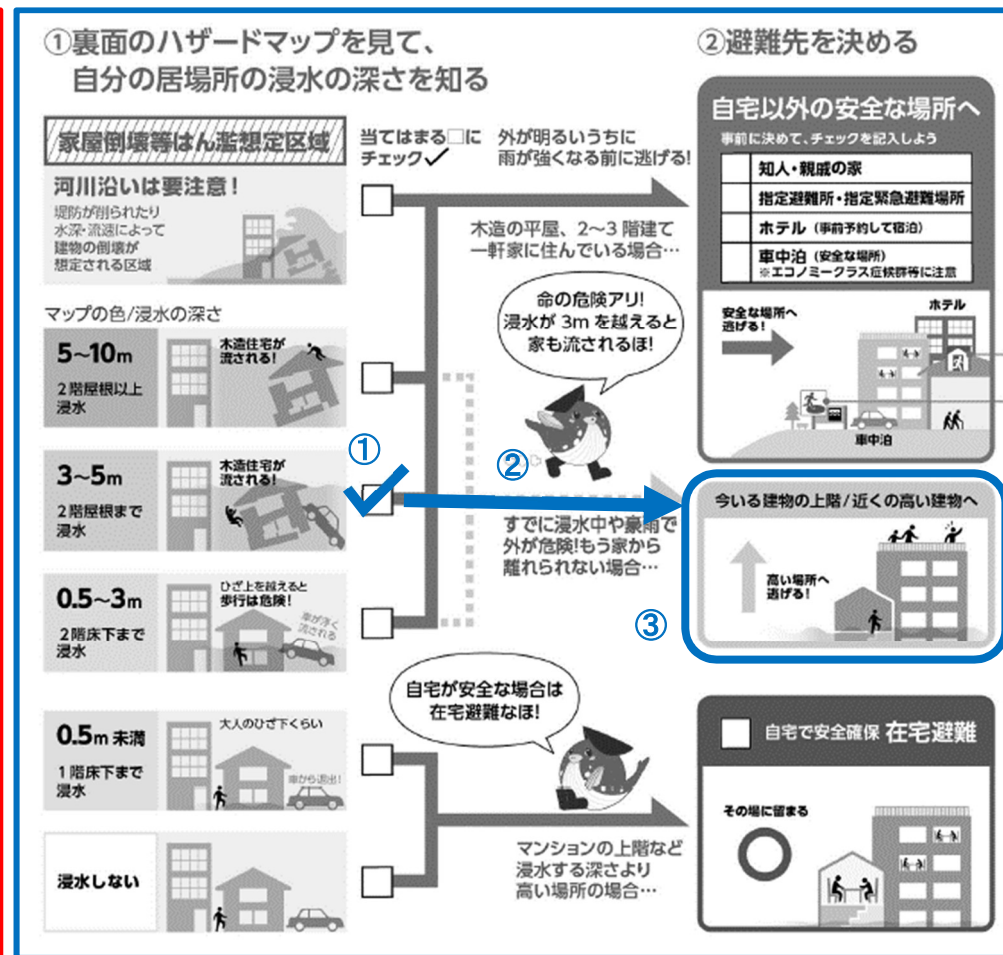 ①裏面のハザードマップを見て、
自分の居場所の浸水の深さを知る
家屋倒壊等はん濫想定区域
河川沿いは要注意！
堤防が削られたり
水深・流速によって
建物の倒壊が
想定される区域
当てはまる□に
チェック✓
外が明るいうちに
雨が強くなる前に逃げる！
木造の平屋、2～3階建て
一軒家に住んでいる場合…
命の危険アリ！
浸水が3mを越えると
家も流されるほ！
マップの色/浸水の深さ
5～10m
2階屋根以上
浸水
木造住宅が
流される！
3～5m
2階屋根まで
浸水
木造住宅が
流される！
①
②
すでに浸水中や豪雨で
外が危険！もう家から
離れられない場合…
0.5～3m
2階床下まで
浸水
ひざ上を越えると
歩行は危険！
車が浮く
流される
③
自宅が安全な場合は
在宅避難なほ！
0.5m未満
1階床下まで
浸水
大人のひざ下くらい
車から退出！
浸水しない
マンションの上階など
浸水する深さより
高い場所の場合…
②避難先を決める
自宅以外の安全な場所へ
事前に決めて、チェックを記入しよう
知人・親戚の家
指定避難所・指定緊急避難場所
ホテル（事前予約して宿泊）
車中泊（安全な場所）
※エコノミークラス症候群等に注意
安全な場所へ
逃げる！
ホテル
車中泊
今いる建物の上階/近くの高い建物へ
高い場所へ
逃げる！
自宅で安全確保 在宅避難
その場に留まる